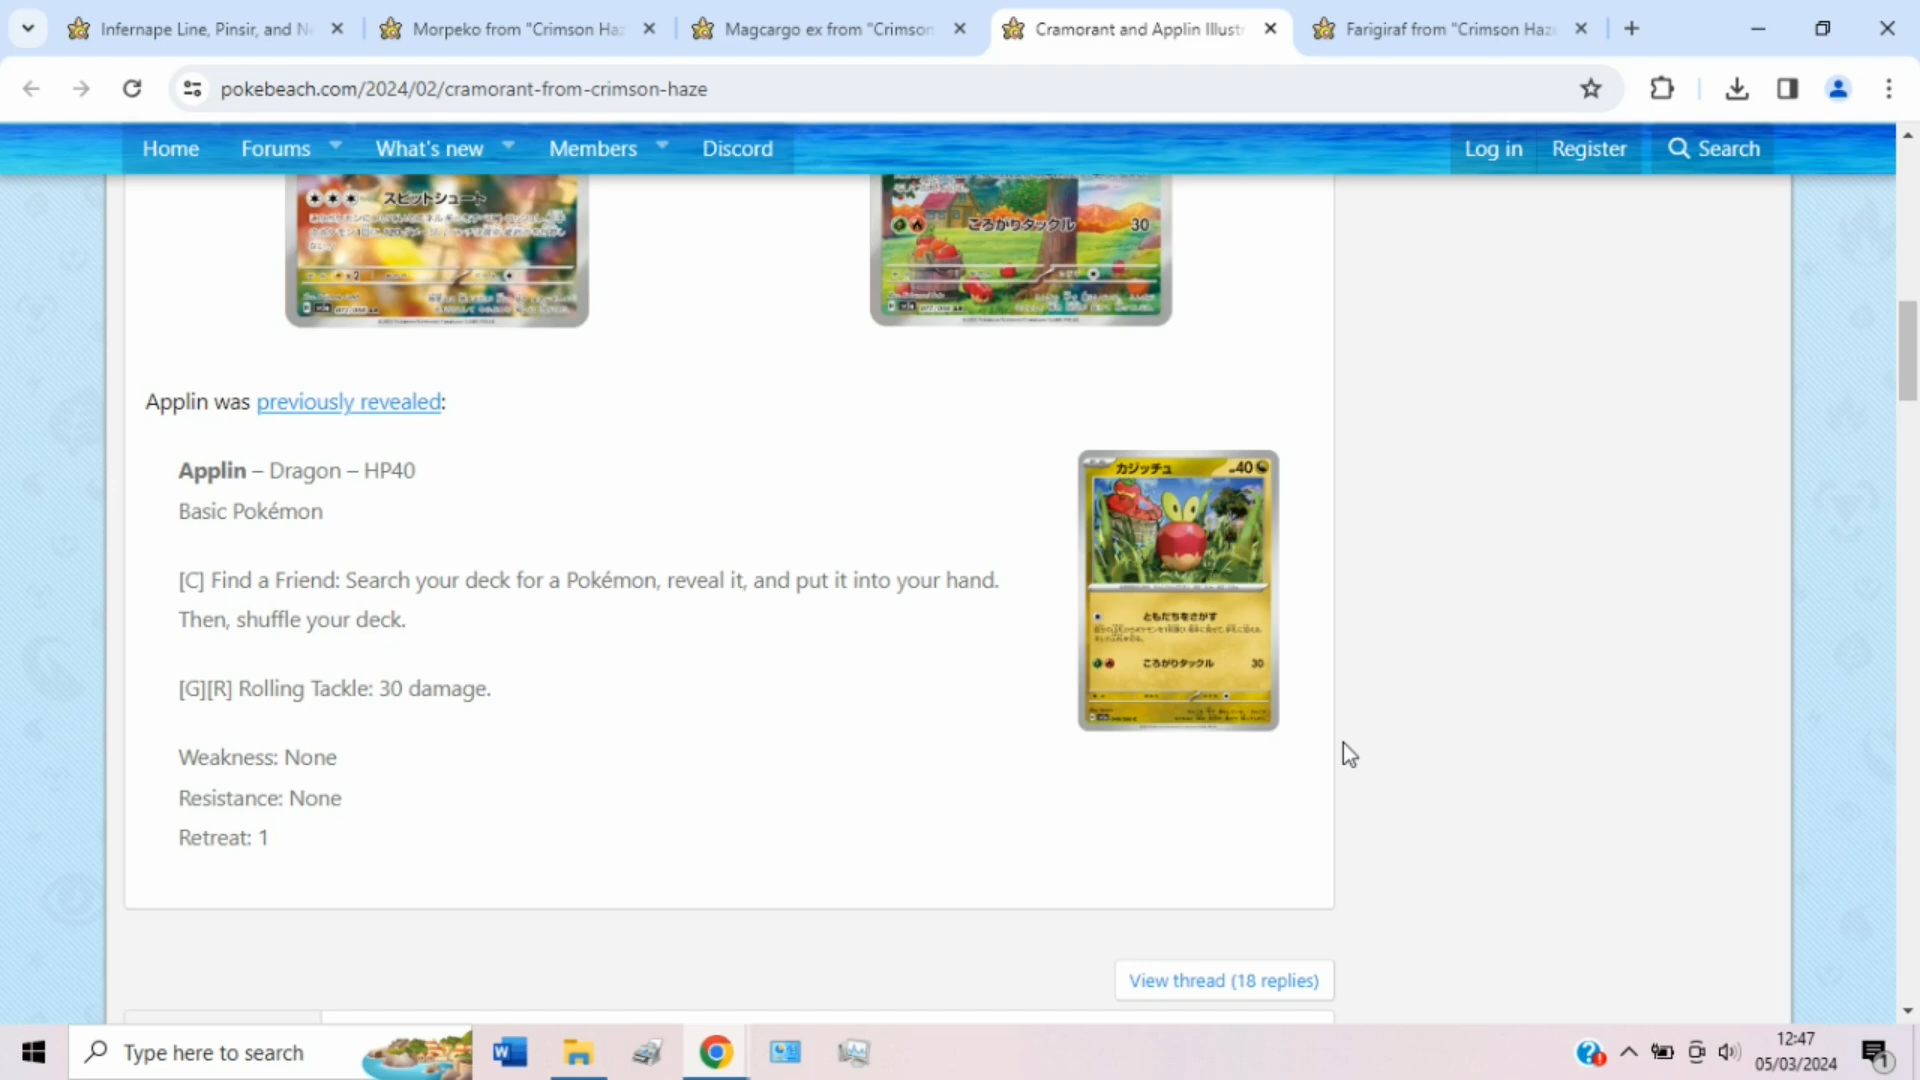 Infernape Line, Pinsir, and N
Morpeko from "Crimson Ha
Magcargo ex from "Crimson
Cramorant and Applin Illustr
Farigiraf from "Crimson Haz
pokebeach.com/2024/02/cramorant-from-crimson-haze
Home
Forums
What's new
Members
Discord
Log in
Register
Search
スピットシュート
ころがりタックル 30
Applin was previously revealed:
Applin – Dragon – HP40
Basic Pokémon
[C] Find a Friend: Search your deck for a Pokémon, reveal it, and put it into your hand.
Then, shuffle your deck.
[G][R] Rolling Tackle: 30 damage.
Weakness: None
Resistance: None
Retreat: 1
カジッチュ 40
ともだちをさがす
ころがりタックル 30
View thread (18 replies)
Type here to search
12:47
05/03/2024
1